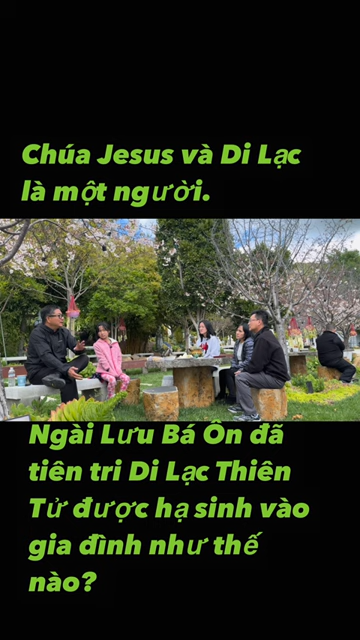 Chúa Jesus và Di Lạc
là một người.
Ngài Lưu Bá Ôn đã
tiên tri Di Lạc Thiên
Tử được hạ sinh vào
gia đình như thế
nào?